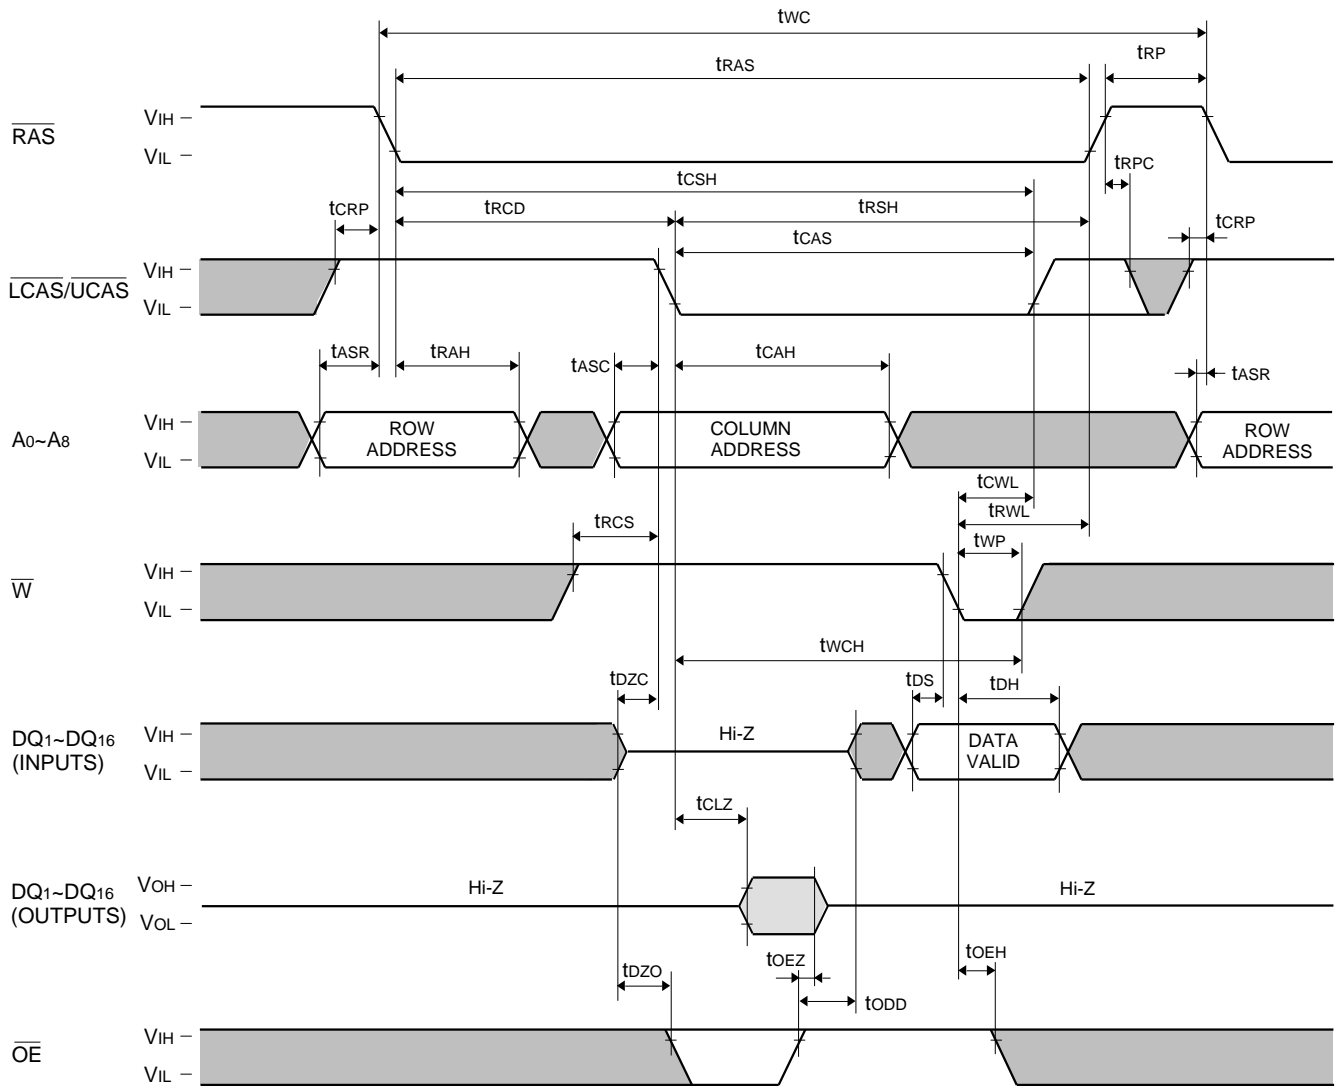 tWC
tRAS
tRP
RAS
VIH
VIL
tCSH
tRPC
tCRP
tRCD
tRSH
tCRP
tCAS
LCAS/UCAS
VIH
VIL
tASR
tRAH
tASC
tCAH
tASR
A0~A8
VIH
VIL
ROW
ADDRESS
COLUMN
ADDRESS
ROW
ADDRESS
tCWL
tRWL
tRCS
tWP
W
VIH
VIL
tWCH
tDZC
tDS
tDH
DQ1~DQ16
(INPUTS)
VIH
VIL
Hi-Z
DATA
VALID
tCLZ
DQ1~DQ16
(OUTPUTS)
VOH
VOL
Hi-Z
Hi-Z
tDZO
tOEZ
tOEH
tODD
OE
VIH
VIL